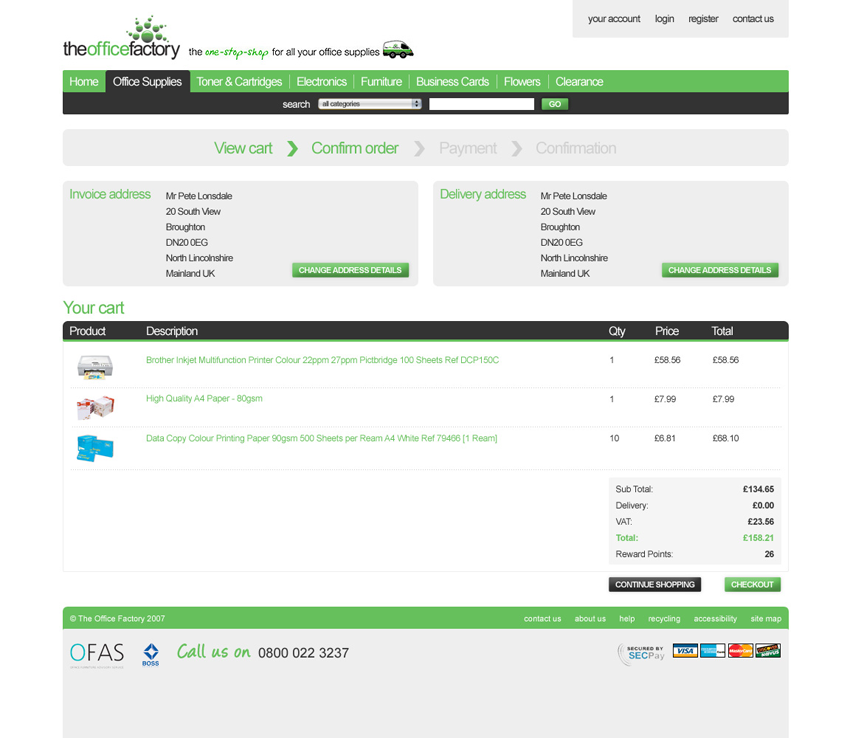 your account login register contact us
theofficefactory the one-stop-shop for all your office supplies
Home Office Supplies Toner & Cartridges Electronics Furniture Business Cards Flowers Clearance
search all categories GO
View cart Confirm order Payment Confirmation
Invoice address Mr Pete Lonsdale
20 South View
Broughton
DN20 0EG
North Lincolnshire
Mainland UK
CHANGE ADDRESS DETAILS
Delivery address Mr Pete Lonsdale
20 South View
Broughton
DN20 0EG
North Lincolnshire
Mainland UK
CHANGE ADDRESS DETAILS
Your cart
Product Description Qty Price Total
Brother Inkjet Multifunction Printer Colour 22ppm 27ppm Pictbridge 100 Sheets Ref DCP150C 1 £58.56 £58.56
High Quality A4 Paper - 80gsm 1 £7.99 £7.99
Data Copy Colour Printing Paper 90gsm 500 Sheets per Ream A4 White Ref 79466 [1 Ream] 10 £6.81 £68.10
Sub Total: £134.65
Delivery: £0.00
VAT: £23.56
Total: £158.21
Reward Points: 26
CONTINUE SHOPPING CHECKOUT
© The Office Factory 2007 contact us about us help recycling accessibility site map
OFAS BOSS Call us on 0800 022 3237
SECURED BY
SECPay
VISA MasterCard